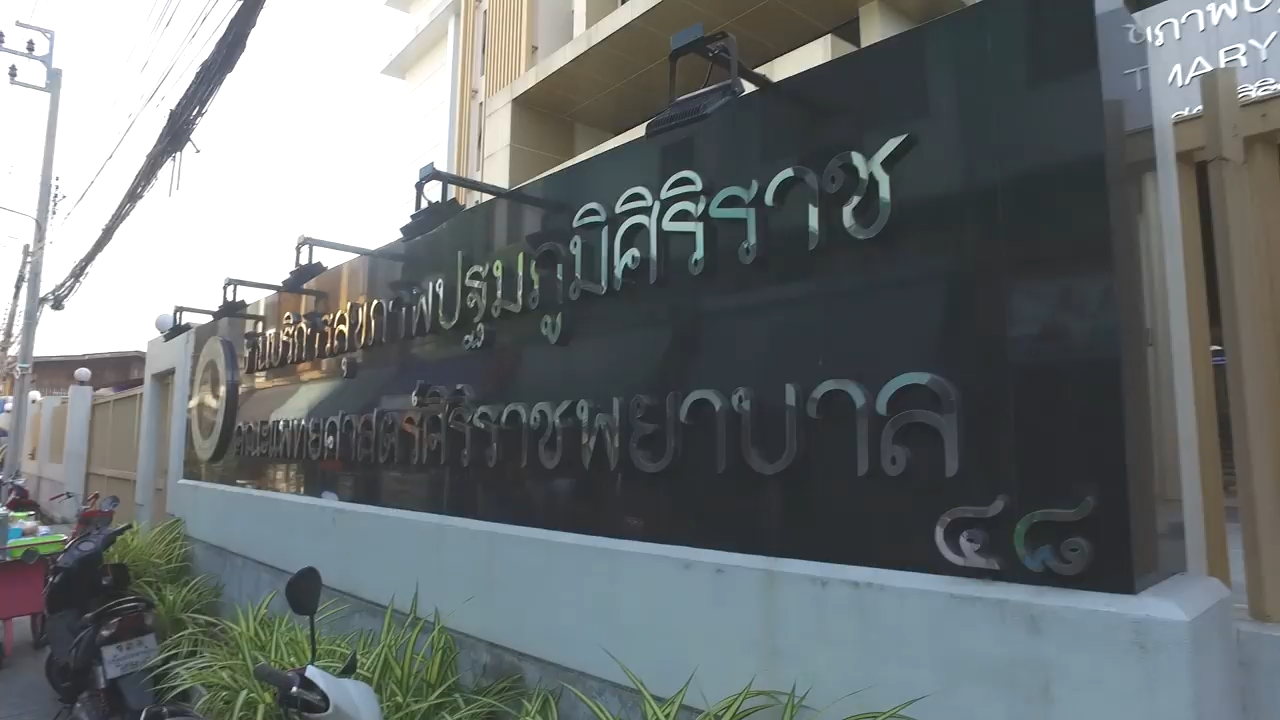 งานบริการสุขภาพปฐมภูมิศิริราช
คณะแพทยศาสตร์ศิริราชพยาบาล
๔๘